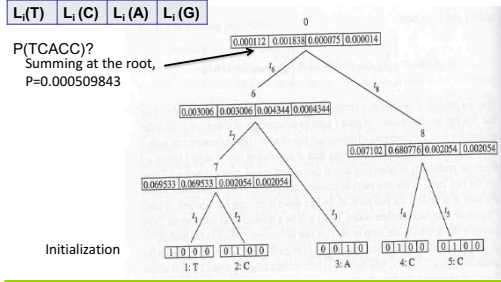 Lᵢ(T) Lᵢ (C) Lᵢ (A) Lᵢ (G)
0
0.000112 0.001838 0.000075 0.000014
P(TCACC)?
Summing at the root,
P=0.000509843
t₆
t₈
6
0.003006 0.003006 0.004344 0.0004344
8
0.007102 0.680776 0.002054 0.002054
t₇
7
0.069533 0.069533 0.002054 0.002054
t₁ t₂ t₃ t₄ t₅
Initialization
1 0 0 0 0 1 0 0 0 0 1 0 0 1 0 0 0 1 0 0
1: T 2: C 3: A 4: C 5: C